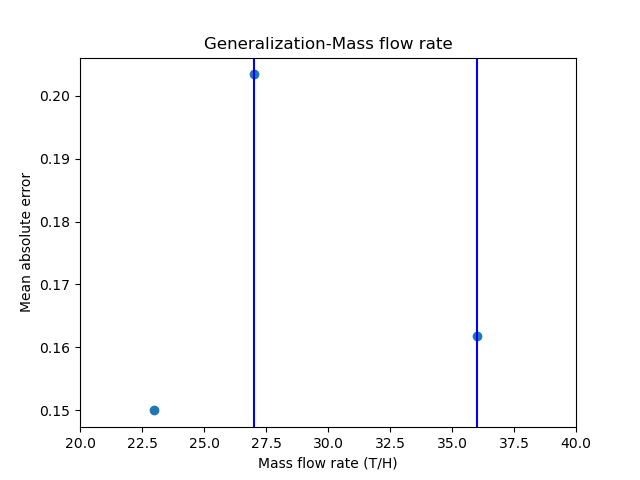 Generalization-Mass flow rate
0.20
0.19
0.18
0.17
0.16
0.15
Mean absolute error
20.0 22.5 25.0 27.5 30.0 32.5 35.0 37.5 40.0
Mass flow rate (T/H)